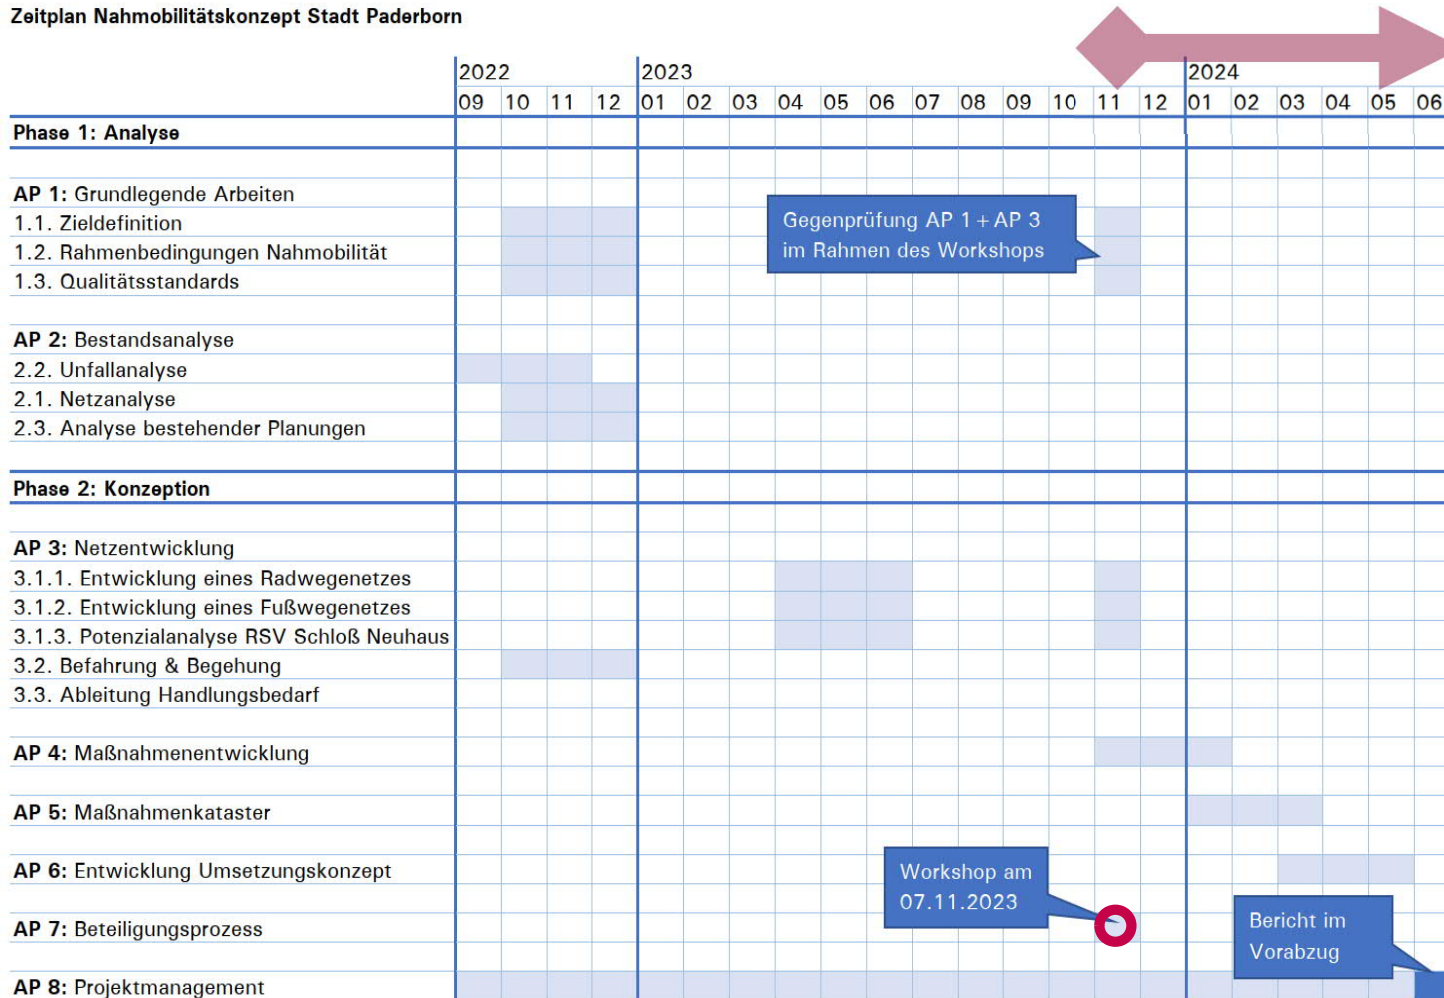 Zeitplan Nahmobilitätskonzept Stadt Paderborn
2022 2023 2024
09 10 11 12 01 02 03 04 05 06 07 08 09 10 11 12 01 02 03 04 05 06
Phase 1: Analyse
AP 1: Grundlegende Arbeiten
1.1. Zieldefinition
1.2. Rahmenbedingungen Nahmobilität
1.3. Qualitätsstandards
Gegenprüfung AP 1 + AP 3
im Rahmen des Workshops
AP 2: Bestandsanalyse
2.2. Unfallanalyse
2.1. Netzanalyse
2.3. Analyse bestehender Planungen
Phase 2: Konzeption
AP 3: Netzentwicklung
3.1.1. Entwicklung eines Radwegenetzes
3.1.2. Entwicklung eines Fußwegenetzes
3.1.3. Potenzialanalyse RSV Schloß Neuhaus
3.2. Befahrung & Begehung
3.3. Ableitung Handlungsbedarf
AP 4: Maßnahmenentwicklung
AP 5: Maßnahmenkataster
AP 6: Entwicklung Umsetzungskonzept
Workshop am
07.11.2023
AP 7: Beteiligungsprozess
Bericht im
Vorabzug
AP 8: Projektmanagement